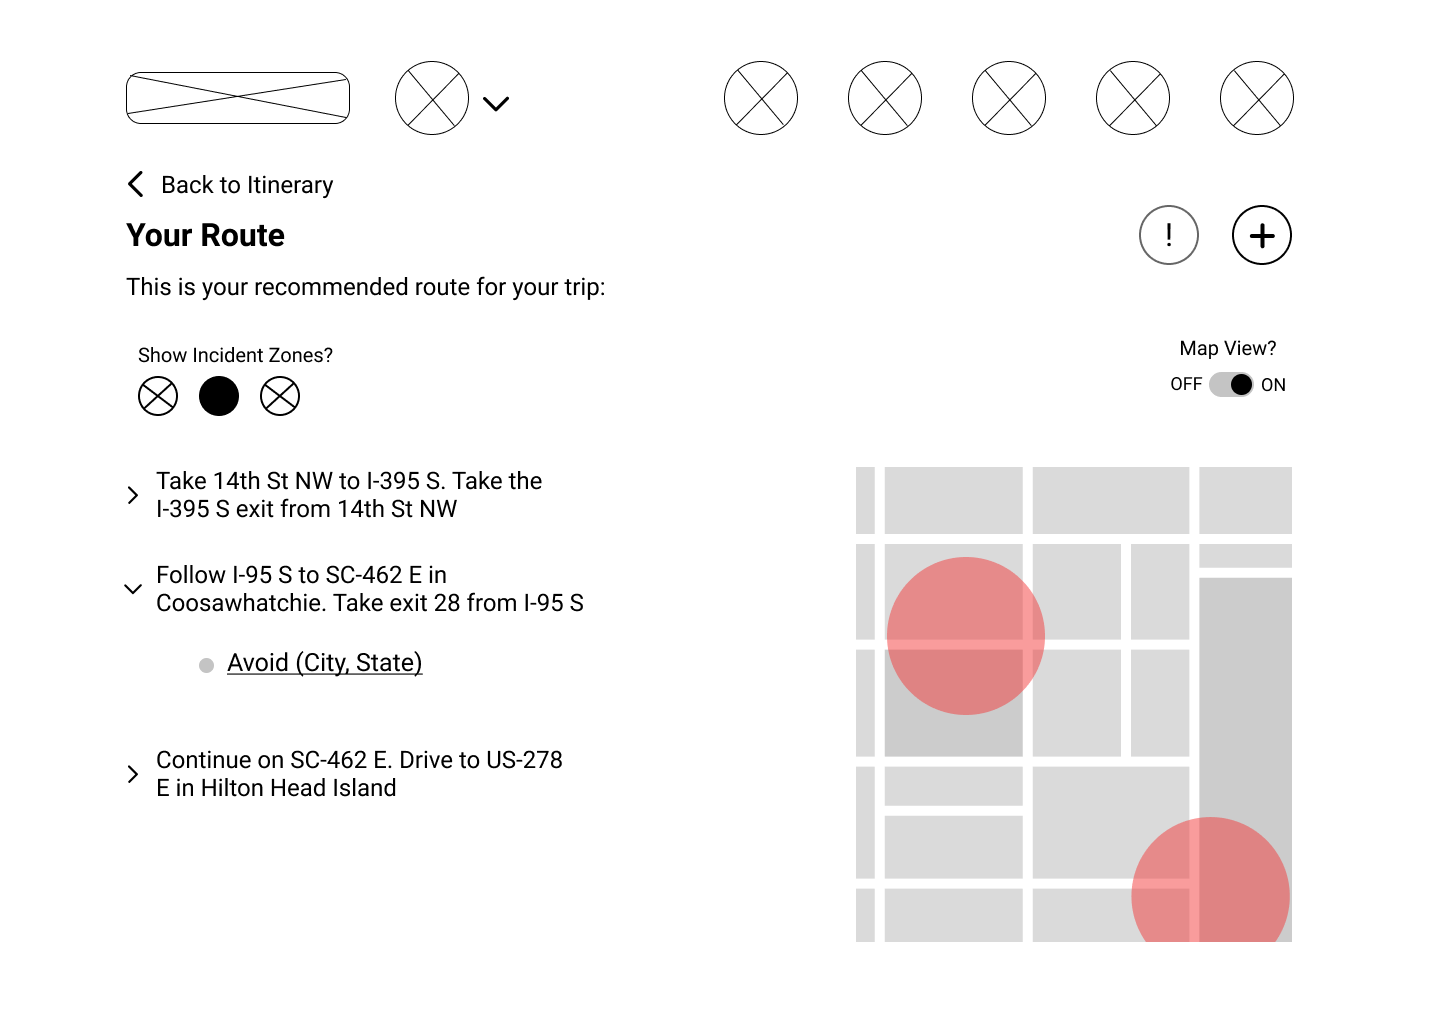 Back to Itinerary
Your Route
!
This is your recommended route for your trip:
Show Incident Zones?
Map View?
OFF ON
Take 14th St NW to I-395 S. Take the
I-395 S exit from 14th St NW
Follow I-95 S to SC-462 E in
Coosawhatchie. Take exit 28 from I-95 S
Avoid (City, State)
Continue on SC-462 E. Drive to US-278
E in Hilton Head Island